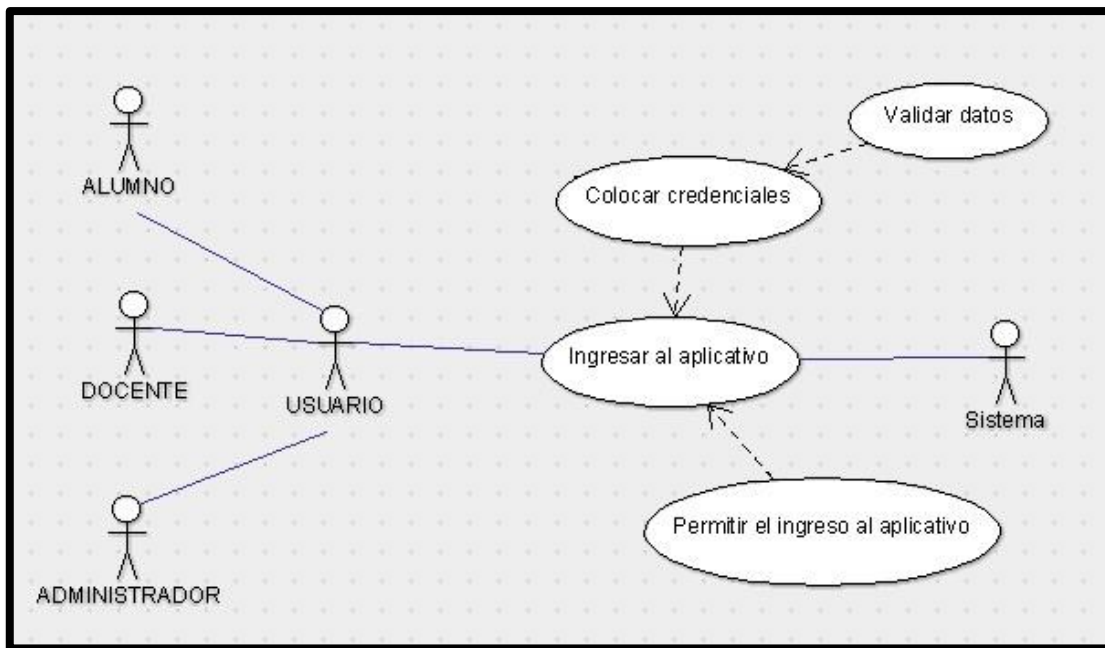 Validar datos
ALUMNO
Colocar credenciales
DOCENTE
USUARIO
Ingresar al aplicativo
Sistema
Permitir el ingreso al aplicativo
ADMINISTRADOR